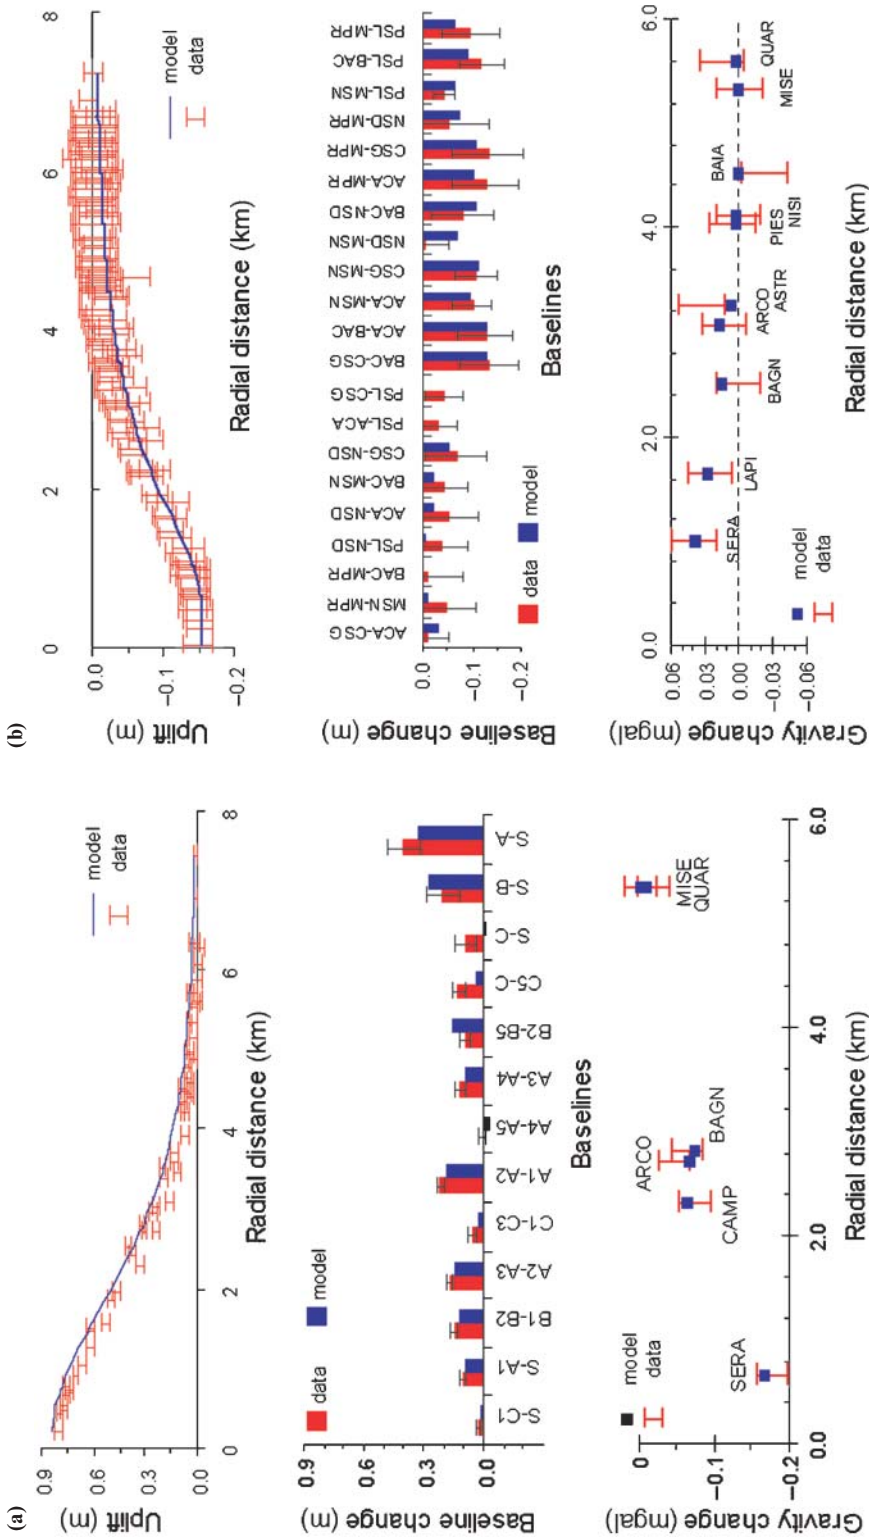 (a)
0.9
0.6
0.3
0.0
Uplift (m)
model
data
0
2
4
6
8
Radial distance (km)
0.9
0.6
0.3
0.0
Baseline change (m)
data
model
S-C1
S-A1
B1-B2
A2-A3
C1-C3
A1-A2
A4-A5
A3-A4
B2-B5
C5-C
S-C
S-B
S-A
Baselines
0
−0.1
−0.2
Gravity change (mgal)
model
data
SERA
CAMP
ARCO
BAGN
MISE
QUAR
0.0
2.0
4.0
6.0
Radial distance (km)
(b)
0.0
−0.1
−0.2
Uplift (m)
model
data
0
2
4
6
8
Radial distance (km)
0.0
−0.1
−0.2
Baseline change (m)
data
model
ACA-CSG
MSN-MPR
BAC-MPR
PSL-NSD
ACA-NSD
BAC-MSN
CSG-NSD
PSL-ACA
PSL-CSG
BAC-CSG
ACA-BAC
ACA-MSN
CSG-MSN
NSD-MSN
BAC-NSD
ACA-MPR
CSG-MPR
NSD-MPR
PSL-MSN
PSL-BAC
PSL-MPR
Baselines
0.0
2.0
4.0
6.0
0.06
0.03
0.00
−0.03
−0.06
Gravity change (mgal)
model
data
SERA
LAPI
BAGN
ARCO
ASTR
PIES
NISI
BAIA
MISE
QUAR
Radial distance (km)